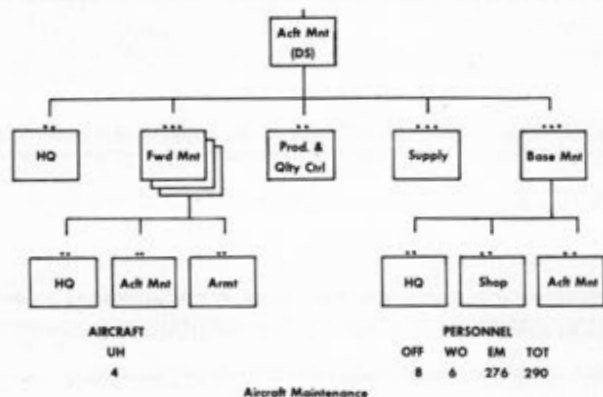 Acft Mnt
(DS)
HQ
Fwd Mnt
Prod. &
Qlty Ctrl
Supply
Base Mnt
HQ
Acft Mnt
Armt
HQ
Shop
Acft Mnt
AIRCRAFT
UH
4
PERSONNEL
OFF WO EM TOT
8 6 276 290
Aircraft Maintenance